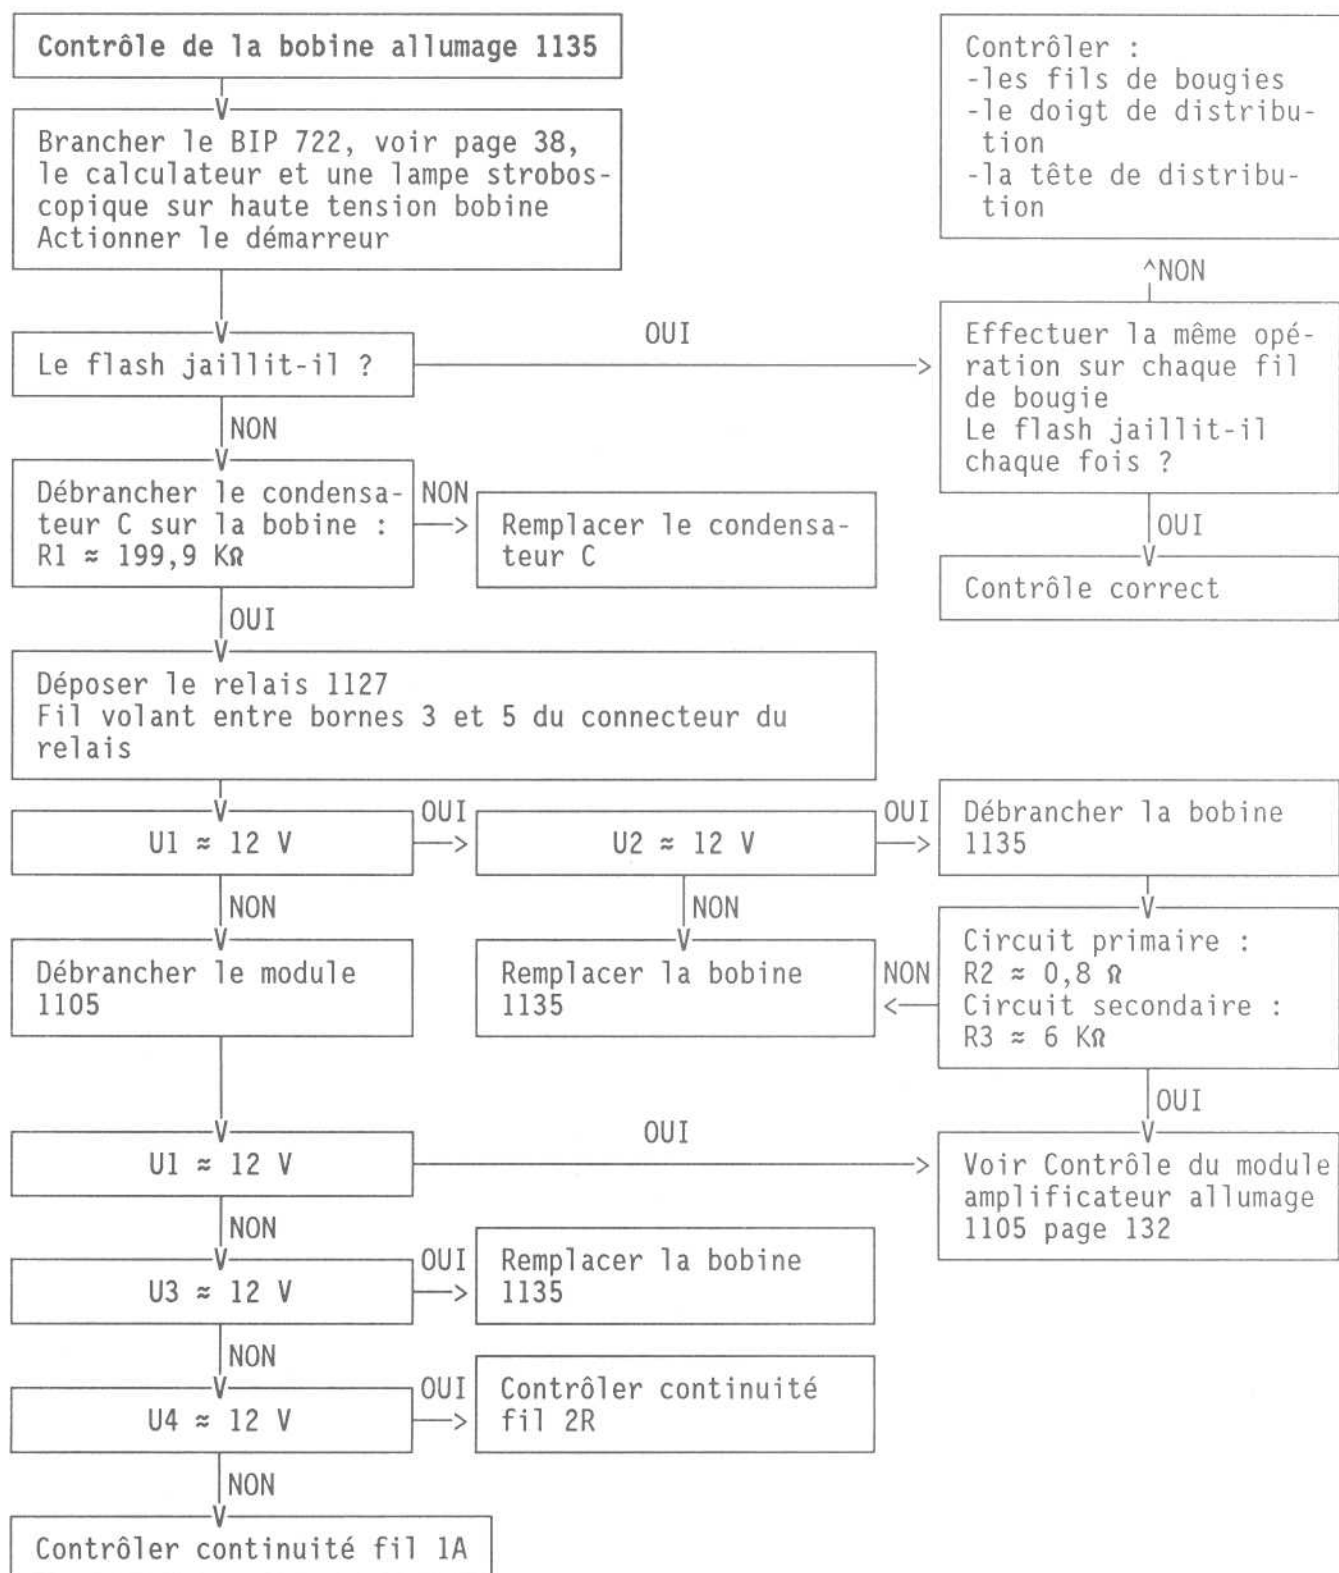 Contrôle de la bobine allumage 1135
Brancher le BIP 722, voir page 38,
le calculateur et une lampe strobos-
copique sur haute tension bobine
Actionner le démarreur
Contrôler :
-les fils de bougies
-le doigt de distribu-
tion
-la tête de distribu-
tion
^NON
Le flash jaillit-il ?
OUI
Effectuer la même opé-
ration sur chaque fil
de bougie
Le flash jaillit-il
chaque fois ?
NON
OUI
Contrôle correct
Débrancher le condensa-
teur C sur la bobine :
R1 ≈ 199,9 KΩ
NON
Remplacer le condensa-
teur C
OUI
Déposer le relais 1127
Fil volant entre bornes 3 et 5 du connecteur du
relais
U1 ≈ 12 V
OUI
U2 ≈ 12 V
OUI
Débrancher la bobine
1135
NON
NON
Débrancher le module
1105
Remplacer la bobine
1135
NON
Circuit primaire :
R2 ≈ 0,8 Ω
Circuit secondaire :
R3 ≈ 6 KΩ
OUI
U1 ≈ 12 V
OUI
Voir Contrôle du module
amplificateur allumage
1105 page 132
NON
U3 ≈ 12 V
OUI
Remplacer la bobine
1135
NON
U4 ≈ 12 V
OUI
Contrôler continuité
fil 2R
NON
Contrôler continuité fil 1A